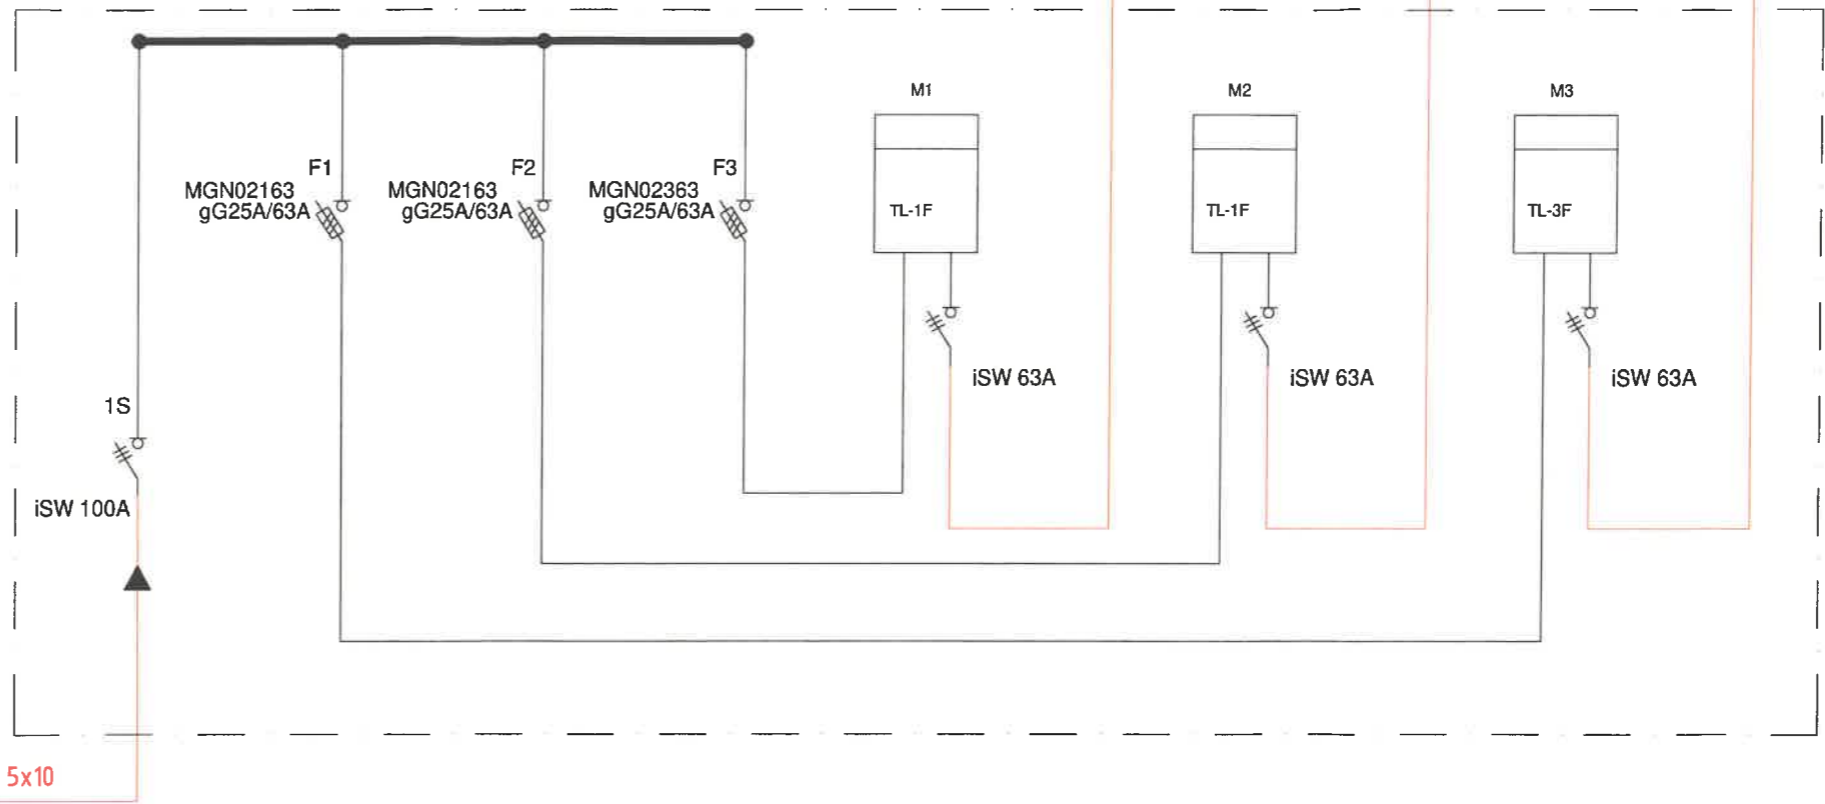 M1
M2
M3
F1
MGN02163
gG25A/63A
F2
MGN02163
gG25A/63A
F3
MGN02363
gG25A/63A
TL-1F
TL-1F
TL-3F
iSW 63A
iSW 63A
iSW 63A
1S
iSW 100A
5x10